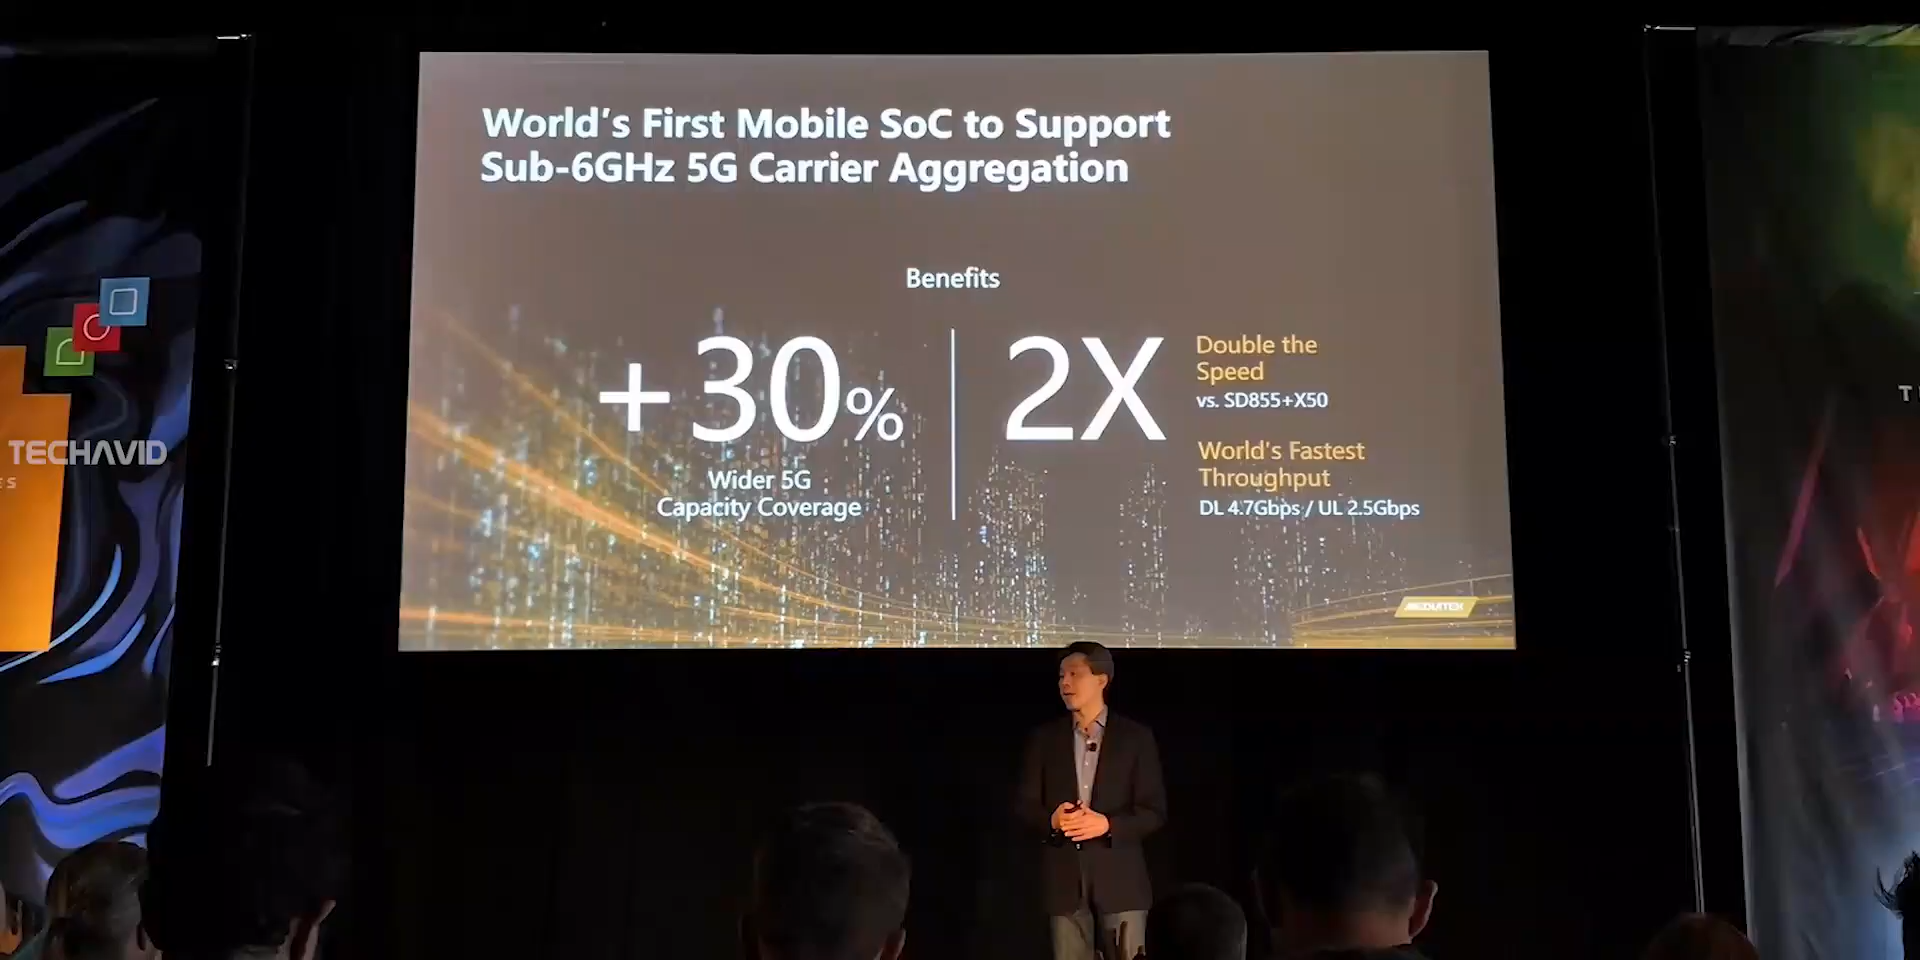 World's First Mobile SoC to Support
Sub-6GHz 5G Carrier Aggregation
Benefits
+30%
Wider 5G
Capacity Coverage
2X
Double the
Speed
vs. SD855+X50
World's Fastest
Throughput
DL 4.7Gbps / UL 2.5Gbps
MEDIATEK
TECHAVID